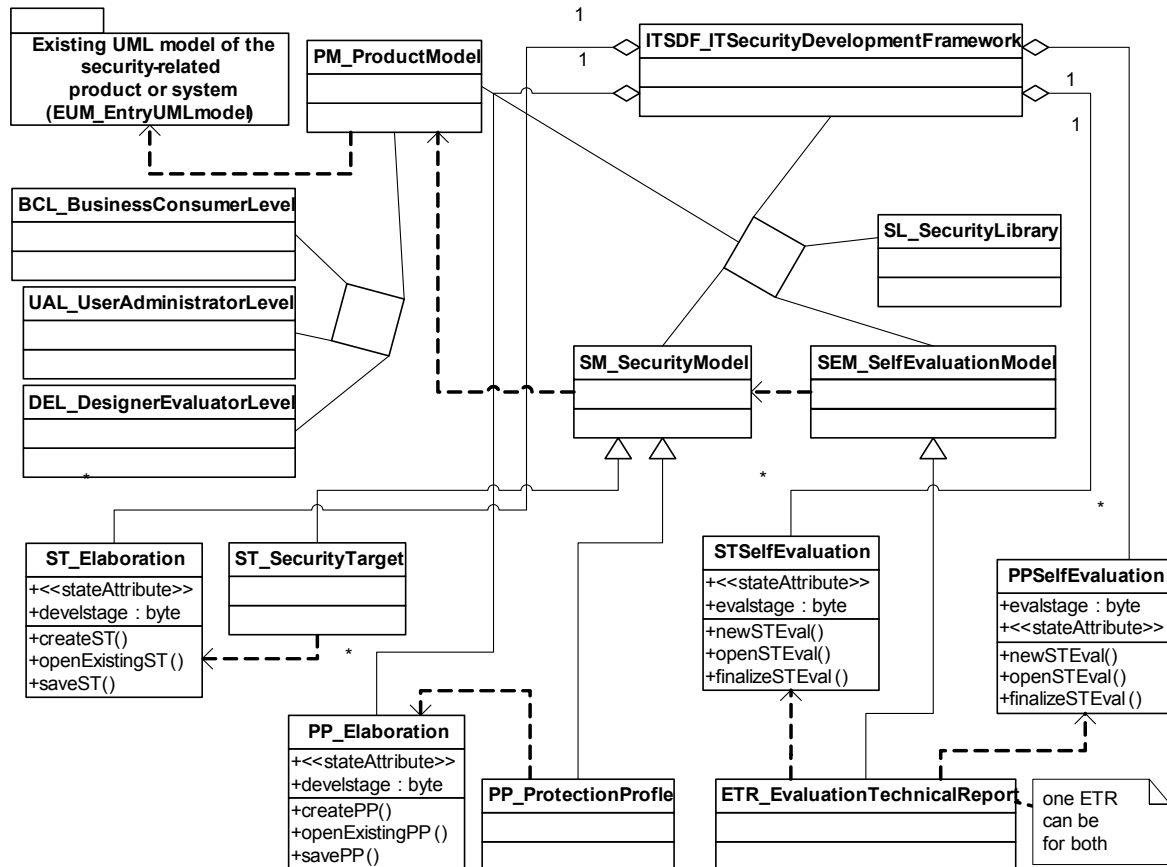 Existing UML model of the
security-related
product or system
(EUM_EntryUMLmodel)
PM_ProductModel
1
1
ITSDF_ITSecurityDevelopmentFramework
1
1
BCL_BusinessConsumerLevel
UAL_UserAdministratorLevel
DEL_DesignerEvaluatorLevel
*
SL_SecurityLibrary
SM_SecurityModel
SEM_SelfEvaluationModel
*
*
ST_Elaboration
+<<stateAttribute>>
+develstage : byte
+createST()
+openExistingST()
+saveST()
ST_SecurityTarget
*
STSelfEvaluation
+<<stateAttribute>>
+evalstage : byte
+newSTEval()
+openSTEval()
+finalizeSTEval()
PPSelfEvaluation
+evalstage : byte
+<<stateAttribute>>
+newSTEval()
+openSTEval()
+finalizeSTEval()
PP_Elaboration
+<<stateAttribute>>
+develstage : byte
+createPP()
+openExistingPP()
+savePP()
PP_ProtectionProfle
ETR_EvaluationTechnicalReport
one ETR
can be
for both